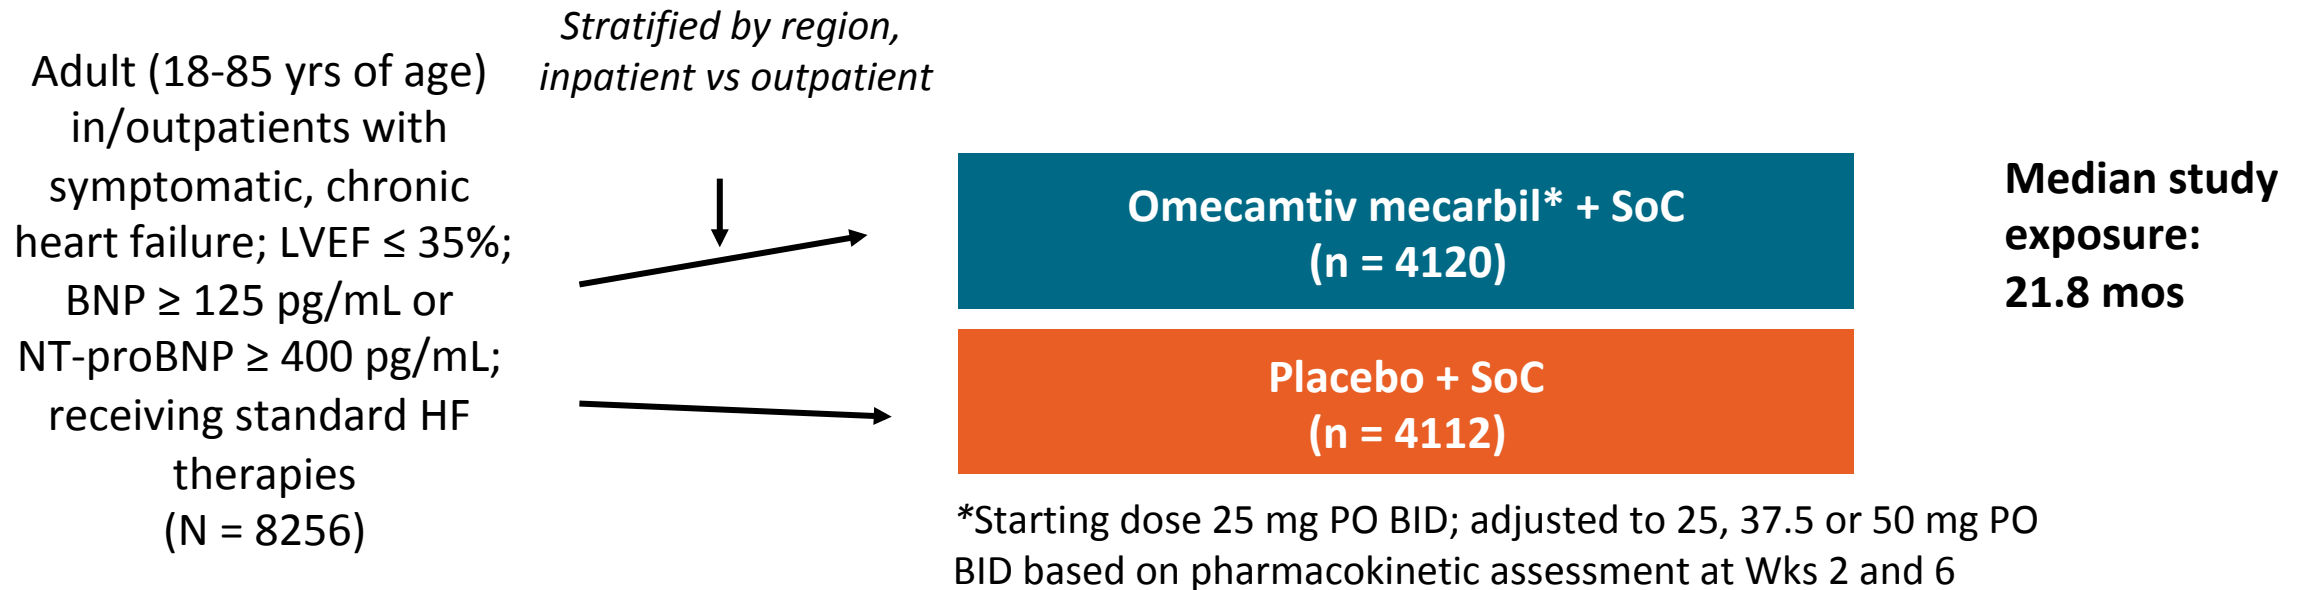 Stratified by region,
inpatient vs outpatient
Adult (18-85 yrs of age)
in/outpatients with
symptomatic, chronic
heart failure; LVEF ≤ 35%;
BNP ≥ 125 pg/mL or
NT-proBNP ≥ 400 pg/mL;
receiving standard HF
therapies
(N = 8256)
Omecamtiv mecarbil* + SoC
(n = 4120)
Placebo + SoC
(n = 4112)
Median study
exposure:
21.8 mos
*Starting dose 25 mg PO BID; adjusted to 25, 37.5 or 50 mg PO
BID based on pharmacokinetic assessment at Wks 2 and 6